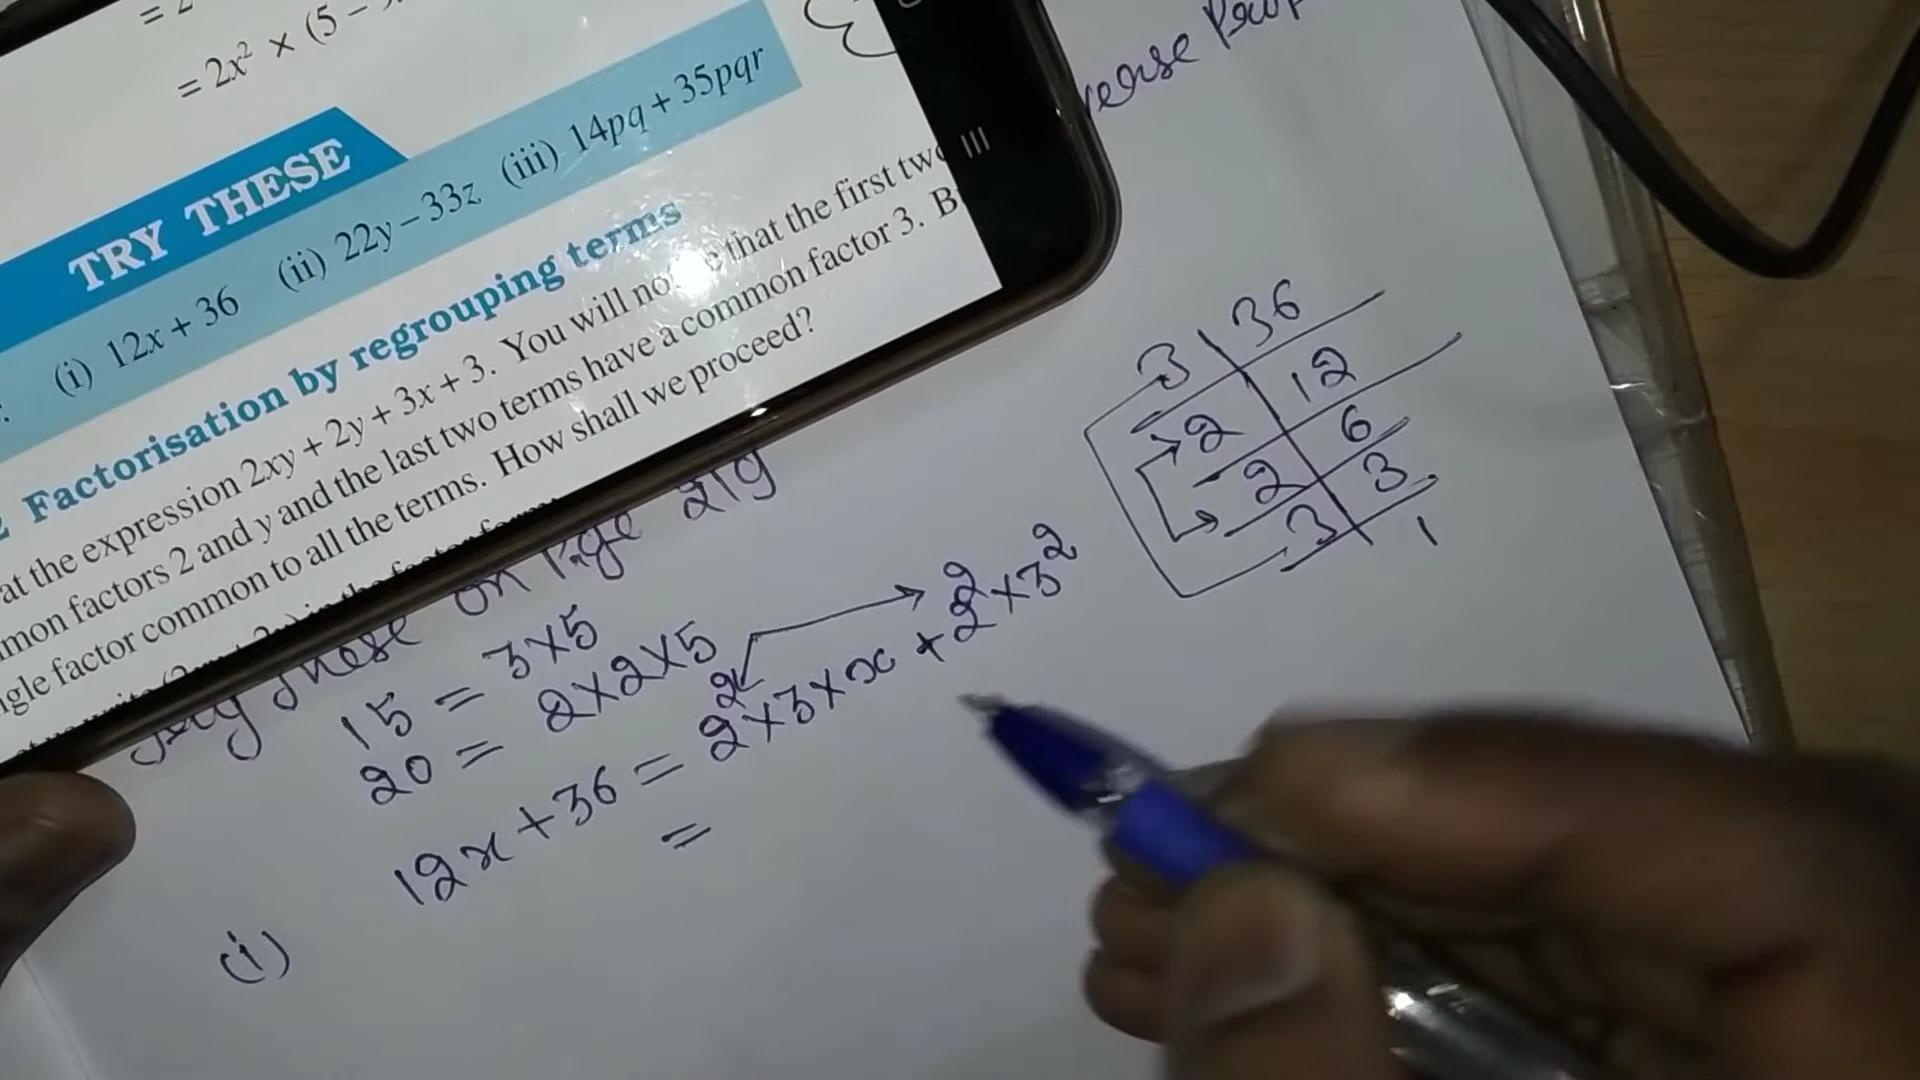 = 2x² × (5 –
TRY THESE
(i) 12x + 36 (ii) 22y – 33z (iii) 14pq + 35pqr
Factorisation by regrouping terms
at the expression 2xy + 2y + 3x + 3. You will no that the first two
mon factors 2 and y and the last two terms have a common factor 3. B
ngle factor common to all the terms. How shall we proceed?
verse
These on Page 219
15 = 3×5
20 = 2×2×5
(i) 12x + 36 = 2²×3×x + 2²×3²
=
3 | 36
2 | 12
2 | 6
3 | 3
1